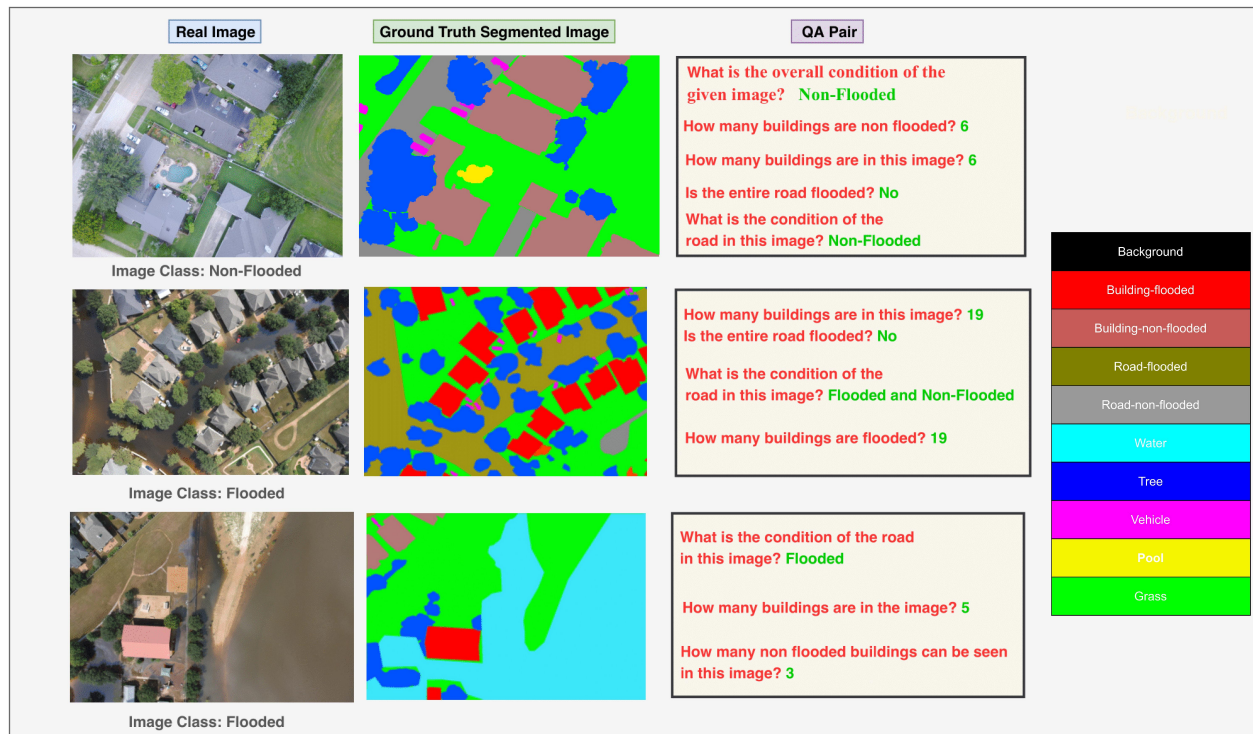 Real Image
Ground Truth Segmented Image
QA Pair
What is the overall condition of the
given image? Non-Flooded
How many buildings are non flooded? 6
How many buildings are in this image? 6
Is the entire road flooded? No
What is the condition of the
road in this image? Non-Flooded
Image Class: Non-Flooded
How many buildings are in this image? 19
Is the entire road flooded? No
What is the condition of the
road in this image? Flooded and Non-Flooded
How many buildings are flooded? 19
Image Class: Flooded
What is the condition of the road
in this image? Flooded
How many buildings are in the image? 5
How many non flooded buildings can be seen
in this image? 3
Image Class: Flooded
Background
Building-flooded
Building-non-flooded
Road-flooded
Road-non-flooded
Water
Tree
Vehicle
Pool
Grass